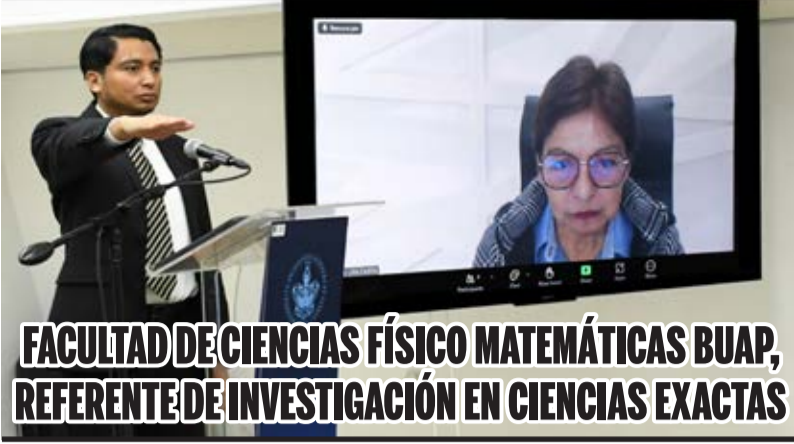 FACULTAD DE CIENCIAS FÍSICO MATEMÁTICAS BUAP,
REFERENTE DE INVESTIGACIÓN EN CIENCIAS EXACTAS